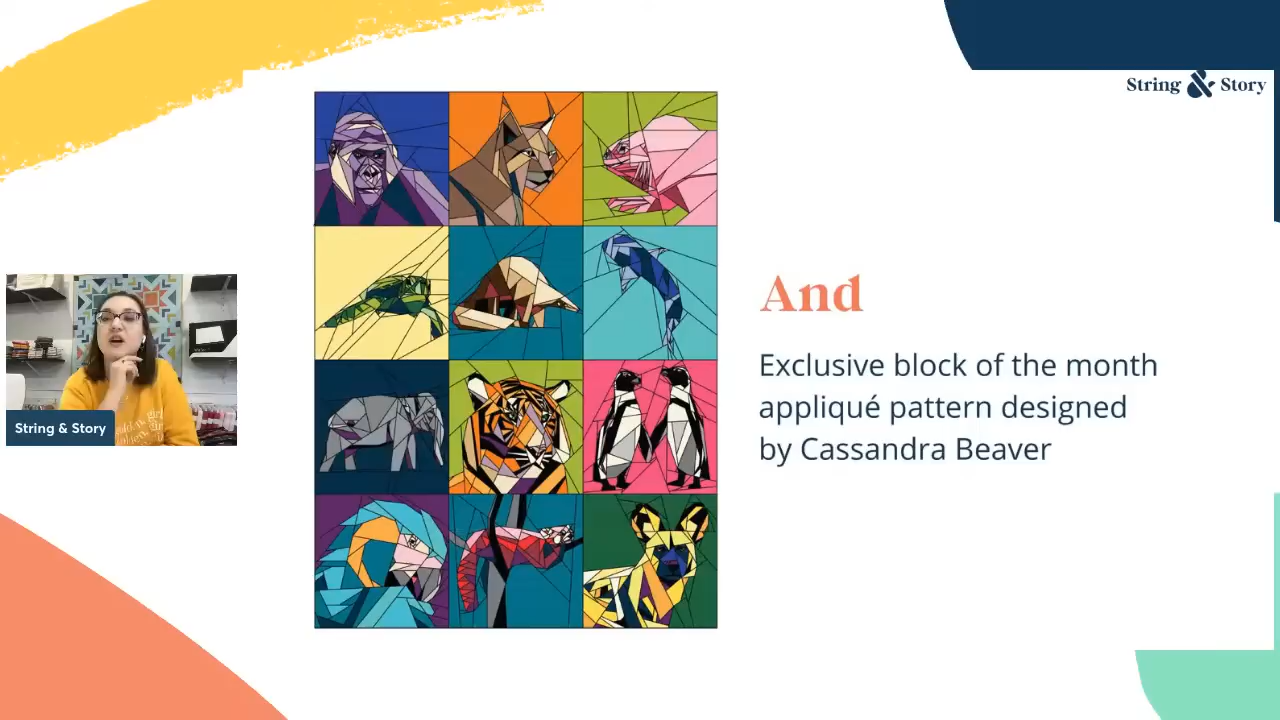 String & Story
And
Exclusive block of the month
appliqué pattern designed
by Cassandra Beaver
String & Story